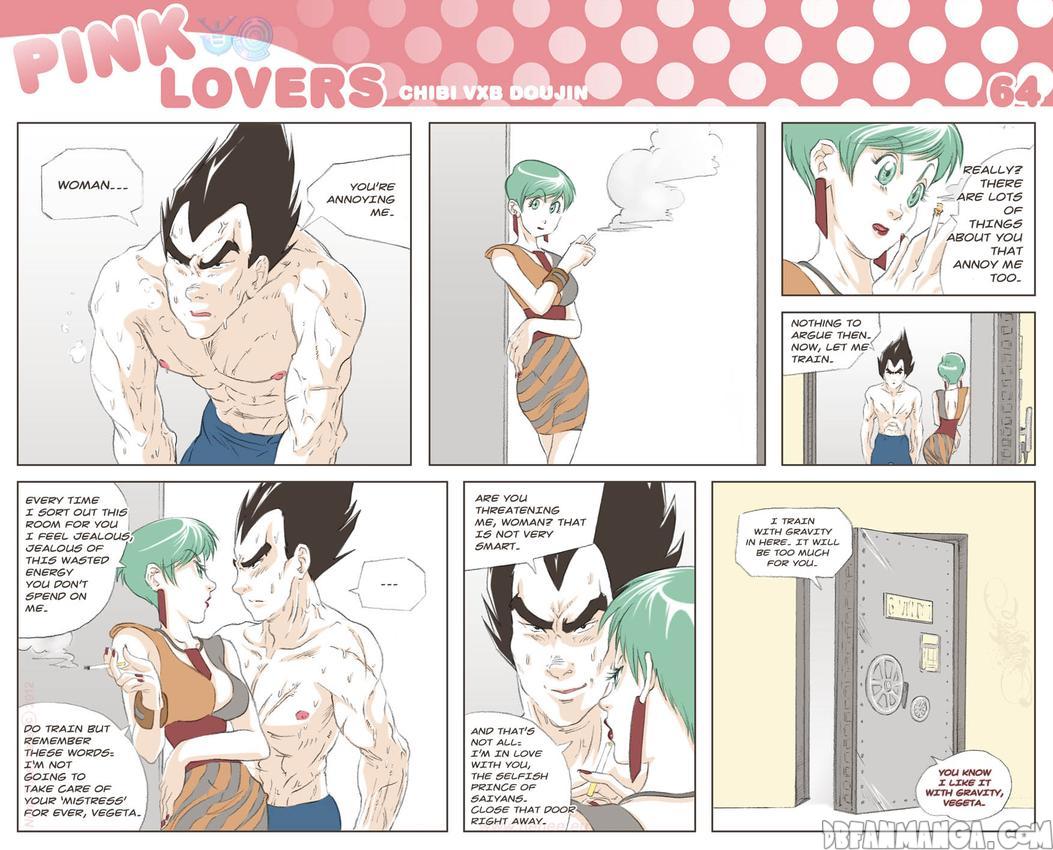 PINK
LOVERS
CHIBI VXB DOUJIN
64
WOMAN...
YOU'RE
ANNOYING
ME.
REALLY?
THERE
ARE LOTS
OF
THINGS
ABOUT YOU
THAT
ANNOY ME
TOO.
NOTHING TO
ARGUE THEN.
NOW, LET ME
TRAIN.
EVERY TIME
I SORT OUT THIS
ROOM FOR YOU
I FEEL JEALOUS,
JEALOUS OF
THIS WASTED
ENERGY
YOU DON'T
SPEND ON
ME.
...
DO TRAIN BUT
REMEMBER
THESE WORDS:
I'M NOT
GOING TO
TAKE CARE OF
YOUR 'MISTRESS'
FOR EVER, VEGETA.
ARE YOU
THREATENING
ME, WOMAN? THAT
IS NOT VERY
SMART.
AND THAT'S
NOT ALL:
I'M IN LOVE
WITH YOU,
THE SELFISH
PRINCE OF
SAIYANS.
CLOSE THAT DOOR
RIGHT AWAY.
I TRAIN
WITH GRAVITY
IN HERE. IT WILL
BE TOO MUCH
FOR YOU.
YOU KNOW
I LIKE IT
WITH GRAVITY,
VEGETA.
DBFANMANGA.COM